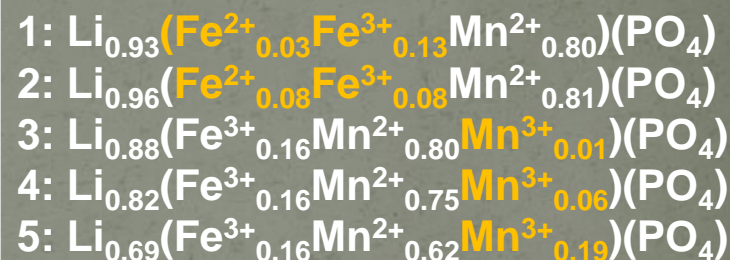 1: Li₀.₉₃(Fe²⁺₀.₀₃Fe³⁺₀.₁₃Mn²⁺₀.₈₀)(PO₄)
2: Li₀.₉₆(Fe²⁺₀.₀₈Fe³⁺₀.₀₈Mn²⁺₀.₈₁)(PO₄)
3: Li₀.₈₈(Fe³⁺₀.₁₆Mn²⁺₀.₈₀Mn³⁺₀.₀₁)(PO₄)
4: Li₀.₈₂(Fe³⁺₀.₁₆Mn²⁺₀.₇₅Mn³⁺₀.₀₆)(PO₄)
5: Li₀.₆₉(Fe³⁺₀.₁₆Mn²⁺₀.₆₂Mn³⁺₀.₁₉)(PO₄)